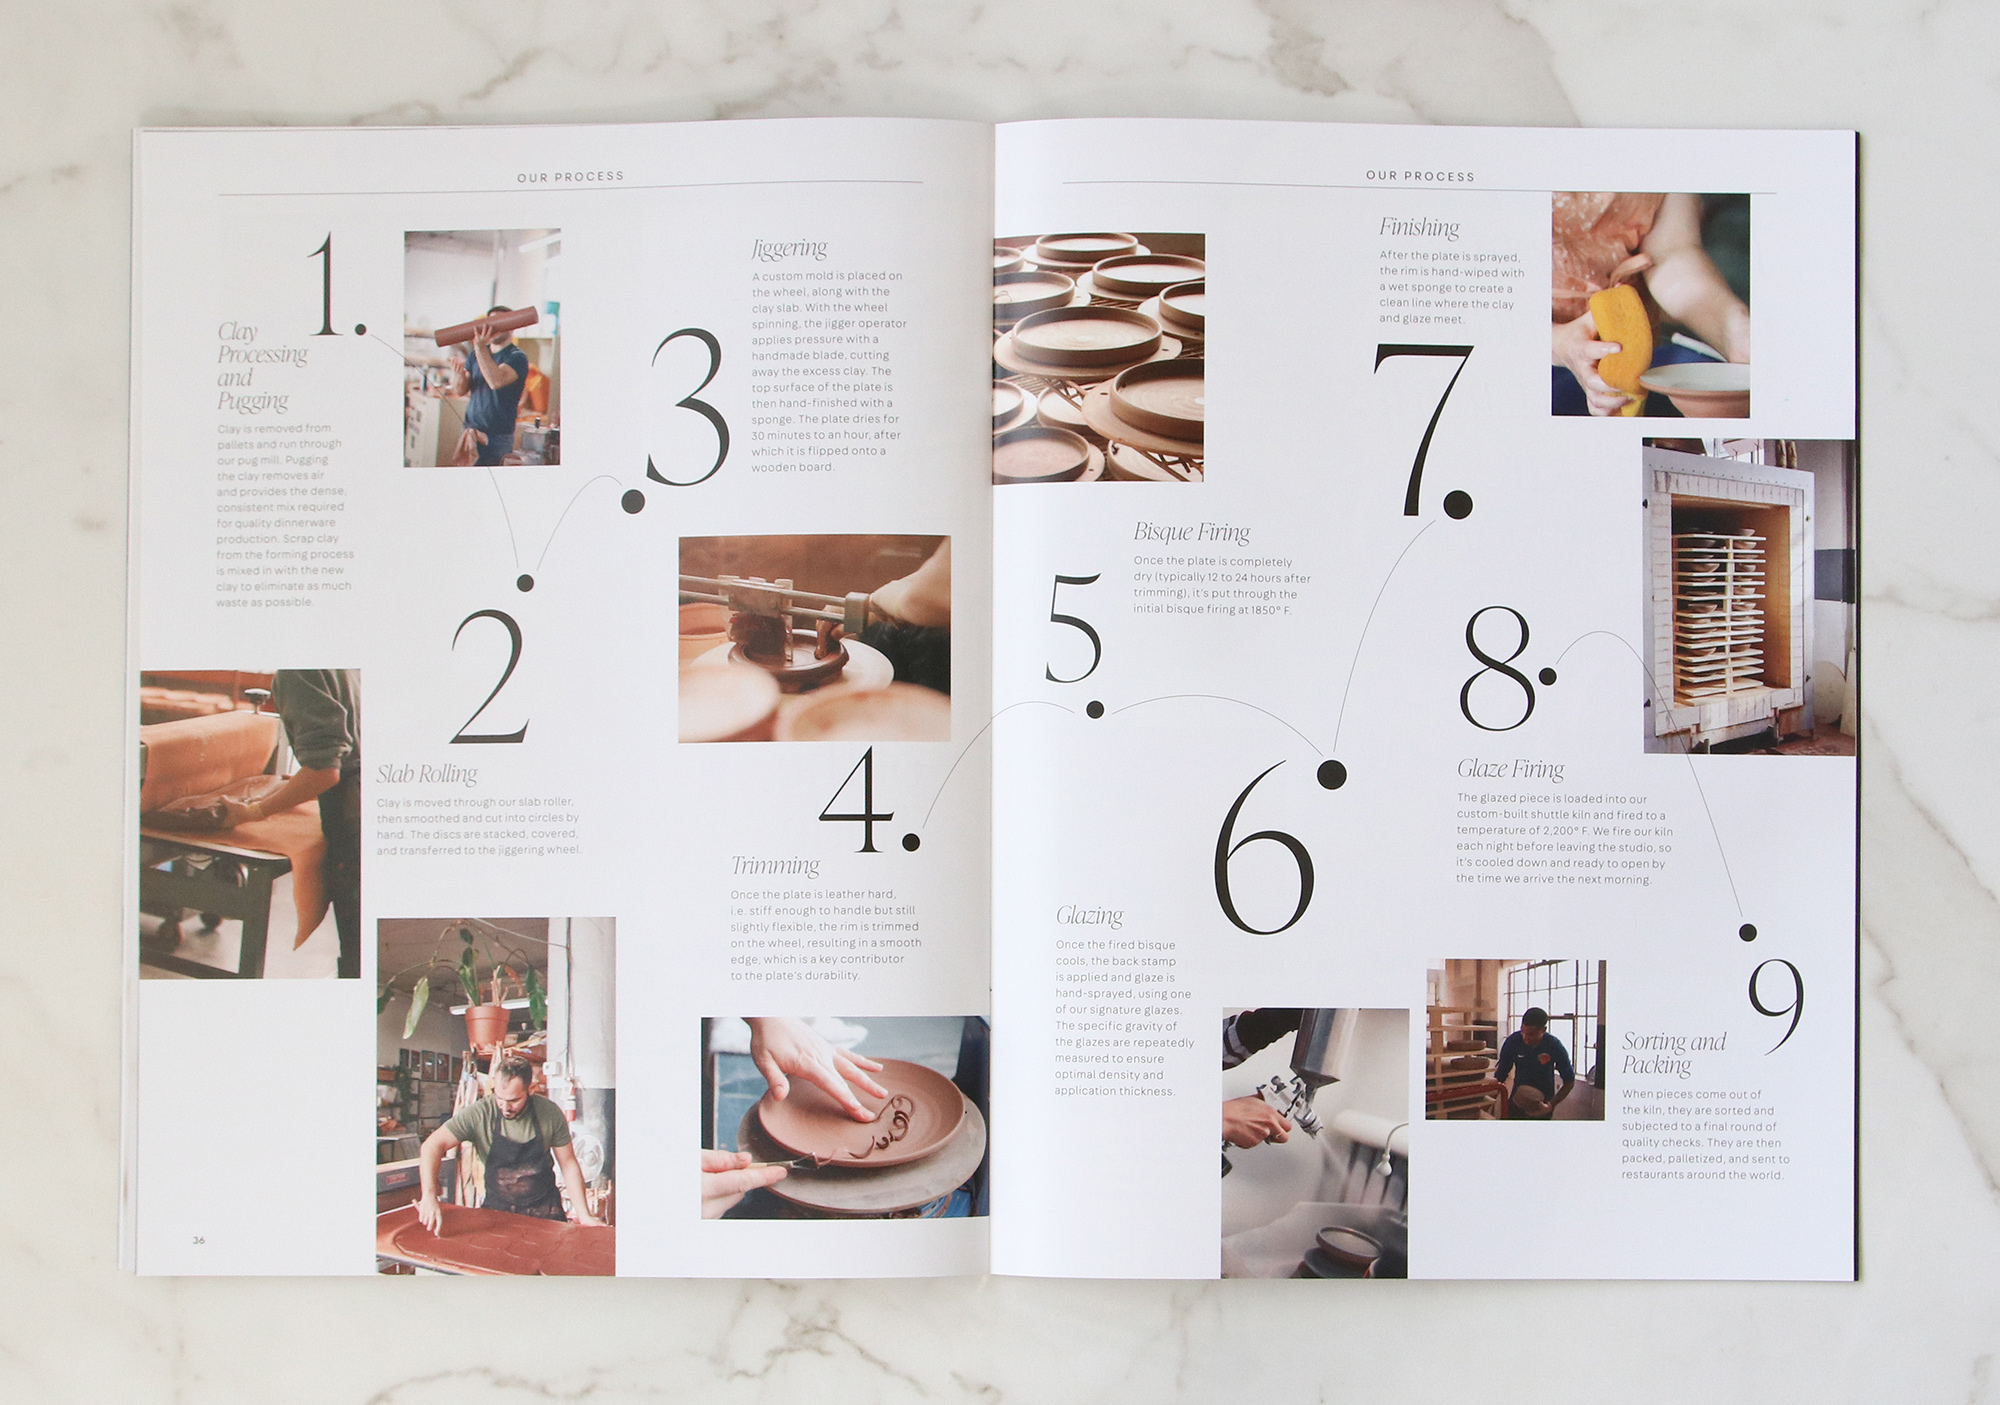 OUR PROCESS
1.
Clay
Processing
and
Pugging
Clay is removed from
pallets and run through
our pug mill. Pugging
the clay removes air
and provides the dense,
consistent mix required
for quality dinnerware
production. Scrap clay
from the forming process
is mixed in with the new
clay to eliminate as much
waste as possible.
2
Slab Rolling
Clay is moved through our slab roller,
then smoothed and cut into circles by
hand. The discs are stacked, covered,
and transferred to the jiggering wheel.
3
Jiggering
A custom mold is placed on
the wheel, along with the
clay slab. With the wheel
spinning, the jigger operator
applies pressure with a
handmade blade, cutting
away the excess clay. The
top surface of the plate is
then hand-finished with a
sponge. The plate dries for
30 minutes to an hour, after
which it is flipped onto a
wooden board.
4.
Trimming
Once the plate is leather hard,
i.e. stiff enough to handle but still
slightly flexible, the rim is trimmed
on the wheel, resulting in a smooth
edge, which is a key contributor
to the plate's durability.
36
OUR PROCESS
5
Bisque Firing
Once the plate is completely
dry (typically 12 to 24 hours after
trimming), it's put through the
initial bisque firing at 1850° F.
6
Glazing
Once the fired bisque
cools, the back stamp
is applied and glaze is
hand-sprayed, using one
of our signature glazes.
The specific gravity of
the glazes are repeatedly
measured to ensure
optimal density and
application thickness.
Finishing
After the plate is sprayed,
the rim is hand-wiped with
a wet sponge to create a
clean line where the clay
and glaze meet.
7.
8.
Glaze Firing
The glazed piece is loaded into our
custom-built shuttle kiln and fired to a
temperature of 2,200° F. We fire our kiln
each night before leaving the studio, so
it's cooled down and ready to open by
the time we arrive the next morning.
9
Sorting and
Packing
When pieces come out of
the kiln, they are sorted and
subjected to a final round of
quality checks. They are then
packed, palletized, and sent to
restaurants around the world.